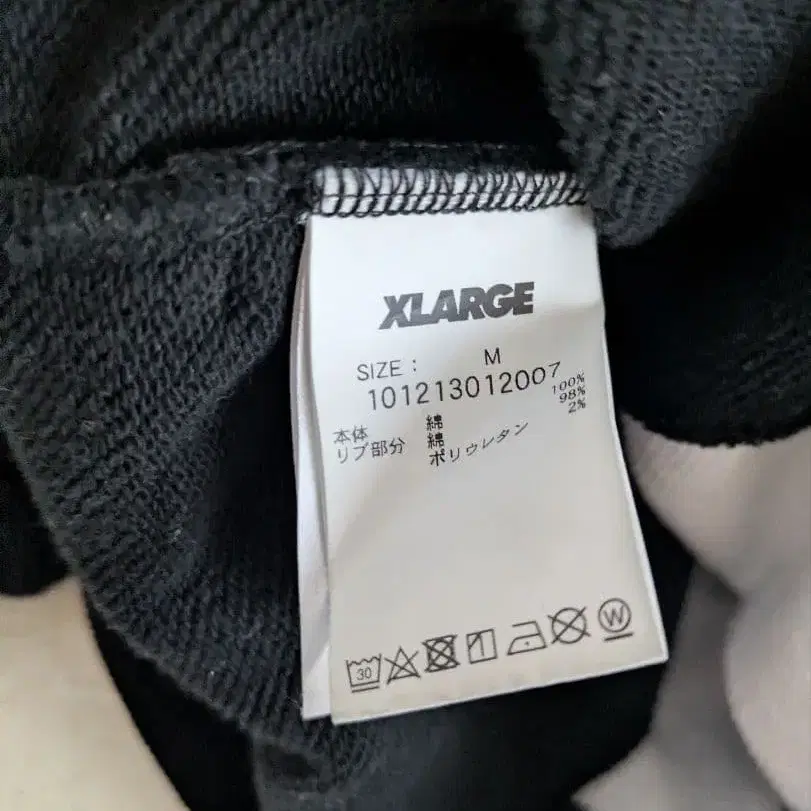 XLARGE
SIZE : M
101213012007
本体 綿 100%
リブ部分 綿 98%
ポリウレタン 2%
30
W